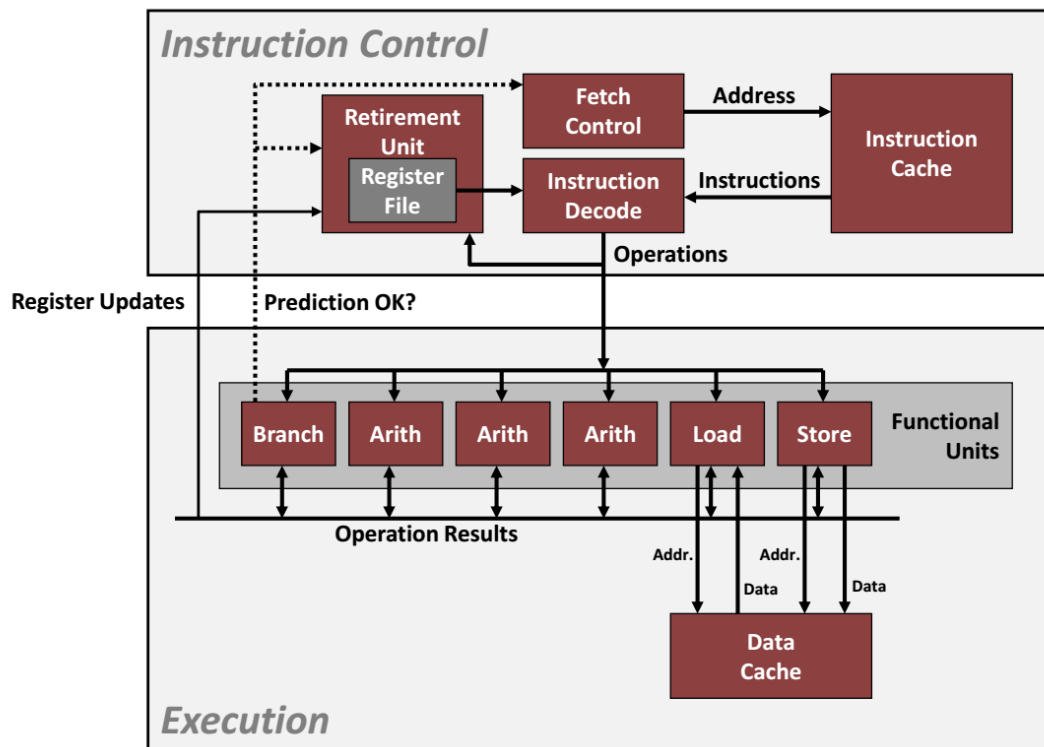 Instruction Control
Retirement
Unit
Register
File
Fetch
Control
Address
Instruction
Cache
Instruction
Decode
Instructions
Operations
Register Updates
Prediction OK?
Branch
Arith
Arith
Arith
Load
Store
Functional
Units
Operation Results
Addr.
Data
Addr.
Data
Data
Cache
Execution